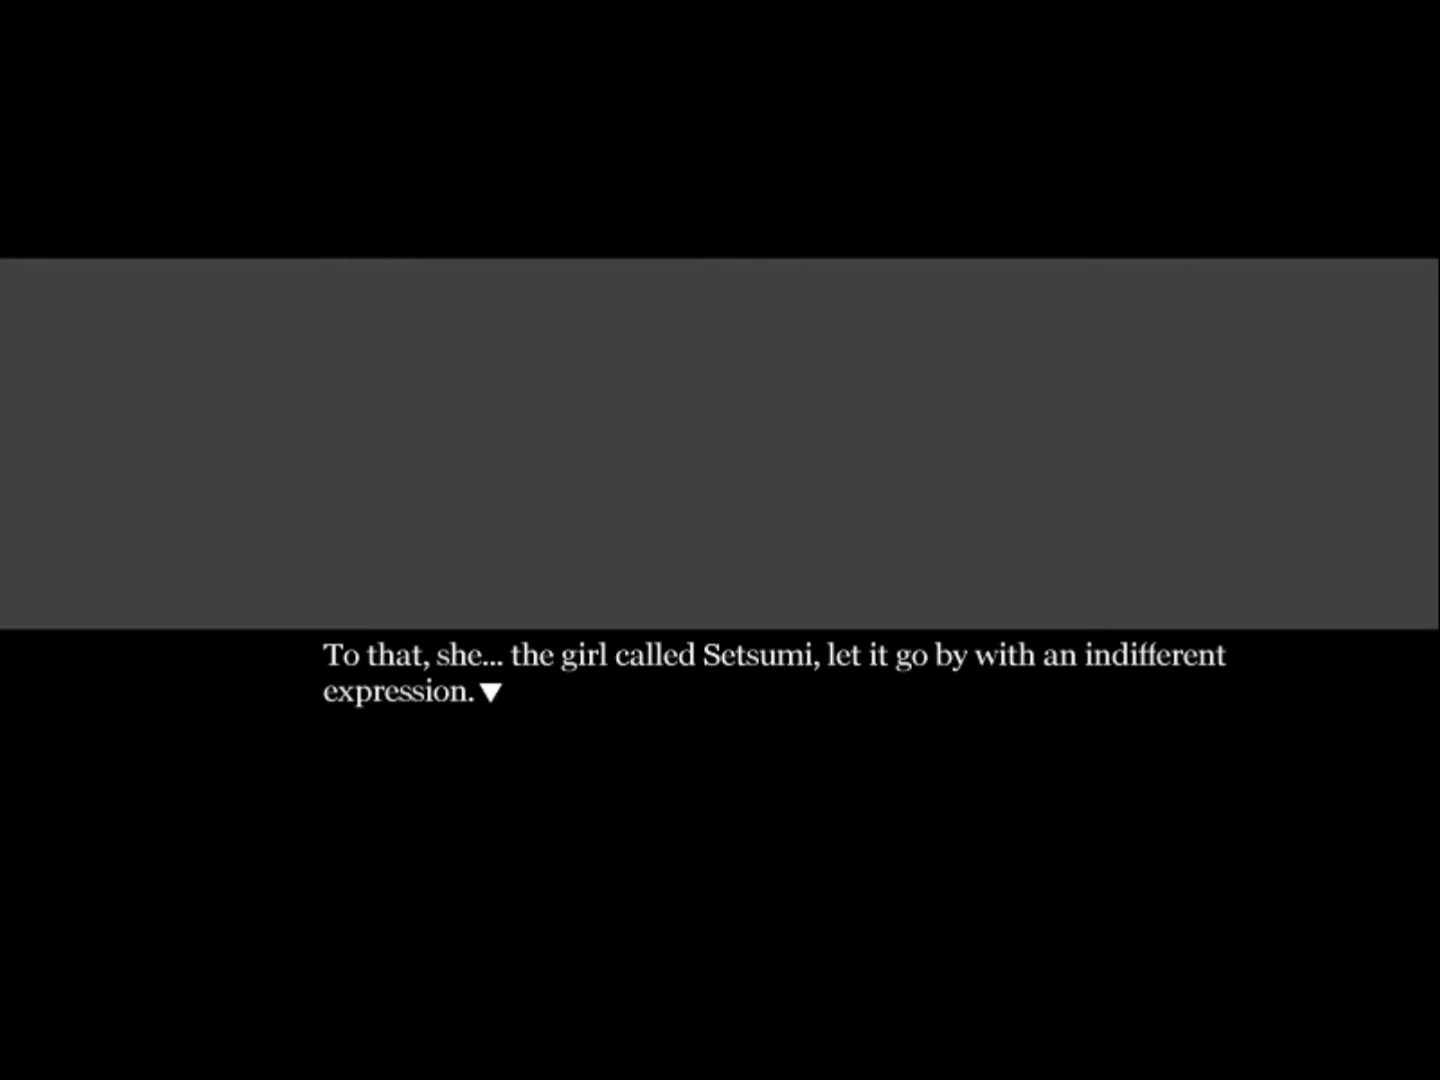 To that, she... the girl called Setsumi, let it go by with an indifferent
expression.